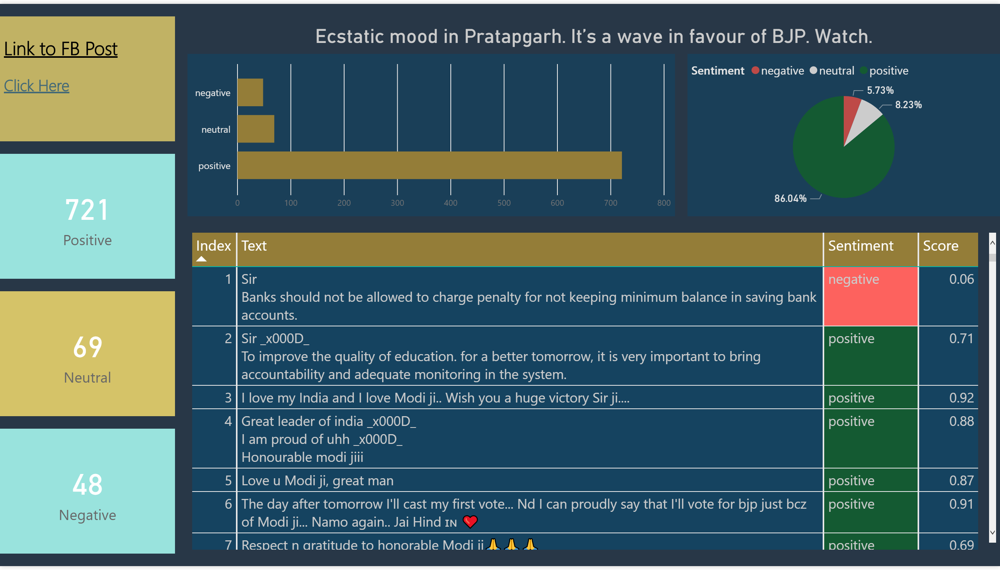 Link to FB Post
Click Here
721
Positive
69
Neutral
48
Negative
Ecstatic mood in Pratapgarh. It’s a wave in favour of BJP. Watch.
negative
neutral
positive
0 100 200 300 400 500 600 700 800
Sentiment negative neutral positive
5.73%
8.23%
86.04%
Index Text Sentiment Score
1 Sir negative 0.06
Banks should not be allowed to charge penalty for not keeping minimum balance in saving bank
accounts.
2 Sir _x000D_ positive 0.71
To improve the quality of education. for a better tomorrow, it is very important to bring
accountability and adequate monitoring in the system.
3 I love my India and I love Modi ji.. Wish you a huge victory Sir ji.... positive 0.92
4 Great leader of india _x000D_ positive 0.88
I am proud of uhh _x000D_
Honourable modi jiii
5 Love u Modi ji, great man positive 0.87
6 The day after tomorrow I'll cast my first vote... Nd I can proudly say that I'll vote for bjp just bcz positive 0.91
of Modi ji... Namo again.. Jai Hind IN ❤
7 Respect n gratitude to honorable Modi ji🙏🙏🙏 positive 0.69